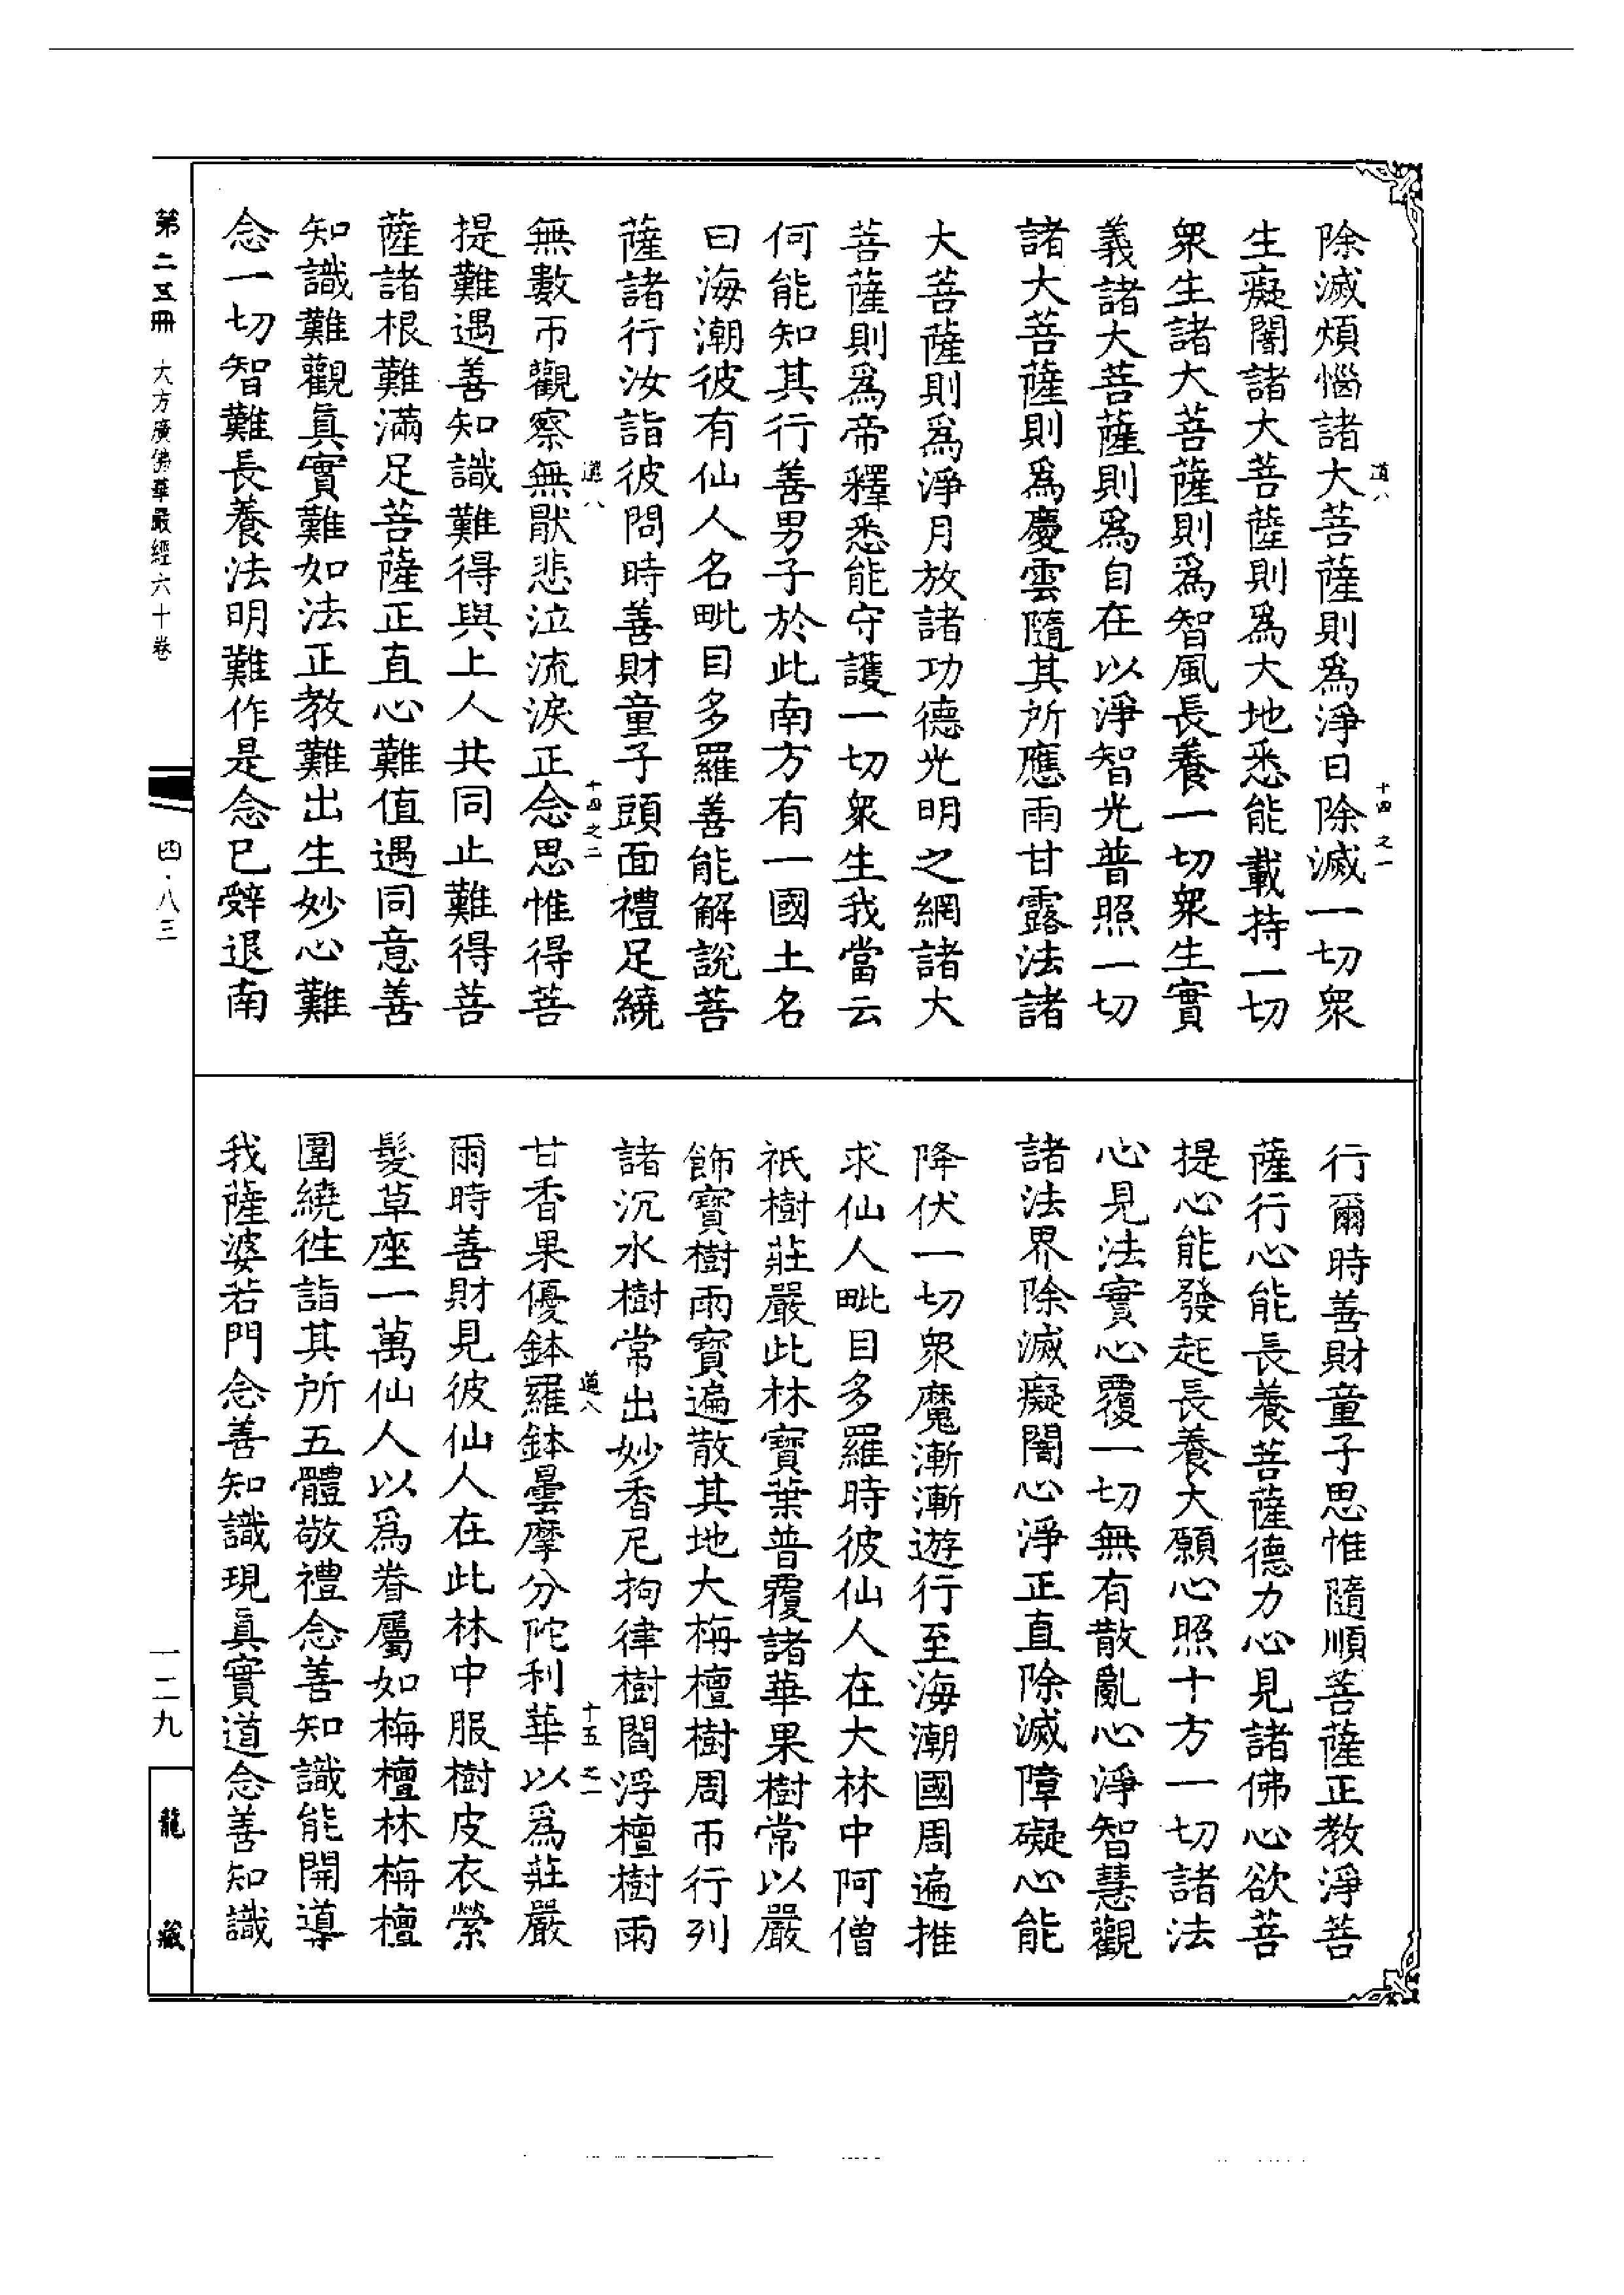 除滅煩惱諸大菩薩則爲淨日除滅一切衆
生癡闇諸大菩薩則爲大地悉能載持一切
衆生諸大菩薩則爲智風長養一切衆生實
義諸大菩薩則爲自在以淨智光普照一切
諸大菩薩則爲慶雲隨其所應雨甘露法諸
大菩薩則爲淨月放諸功德光明之網諸大
菩薩則爲帝釋悉能守護一切衆生我當云
何能知其行善男子於此南方有一國土名
曰海潮彼有仙人名毗目多羅善能解說菩
薩諸行汝詣彼問時善財童子頭面禮足繞
無數帀觀察無猒悲泣流淚正念思惟得菩
提難遇善知識難得與上人共同止難得菩
薩諸根難滿足菩薩正直心難值遇同意善
知識難觀眞實難如法正教難出生妙心難
念一切智難長養法明難作是念已辤退南
道八
十四之一
道八
十四之二
行爾時善財童子思惟隨順菩薩正教淨菩
薩行心能長養菩薩德力心見諸佛心欲菩
提心能發起長養大願心照十方一切諸法
心見法實心覆一切無有散亂心淨智慧觀
諸法界除滅癡闇心淨正直除滅障礙心能
降伏一切衆魔漸漸遊行至海潮國周遍推
求仙人毗目多羅時彼仙人在大林中阿僧
祇樹莊嚴此林寶葉普覆諸華果樹常以嚴
飾寶樹雨寶遍散其地大栴檀樹周帀行列
諸沉水樹常出妙香尼拘律樹閻浮檀樹雨
甘香果優鉢羅鉢曇摩分陀利華以爲莊嚴
爾時善財見彼仙人在此林中服樹皮衣縈
髮草座一萬仙人以爲眷屬如栴檀林栴檀
圍繞徃詣其所五體敬禮念善知識能開導
我薩婆若門念善知識現眞實道念善知識
道八
十五之一
第二五冊 大方廣佛華嚴經六十卷
四·八三
一二九
龍藏